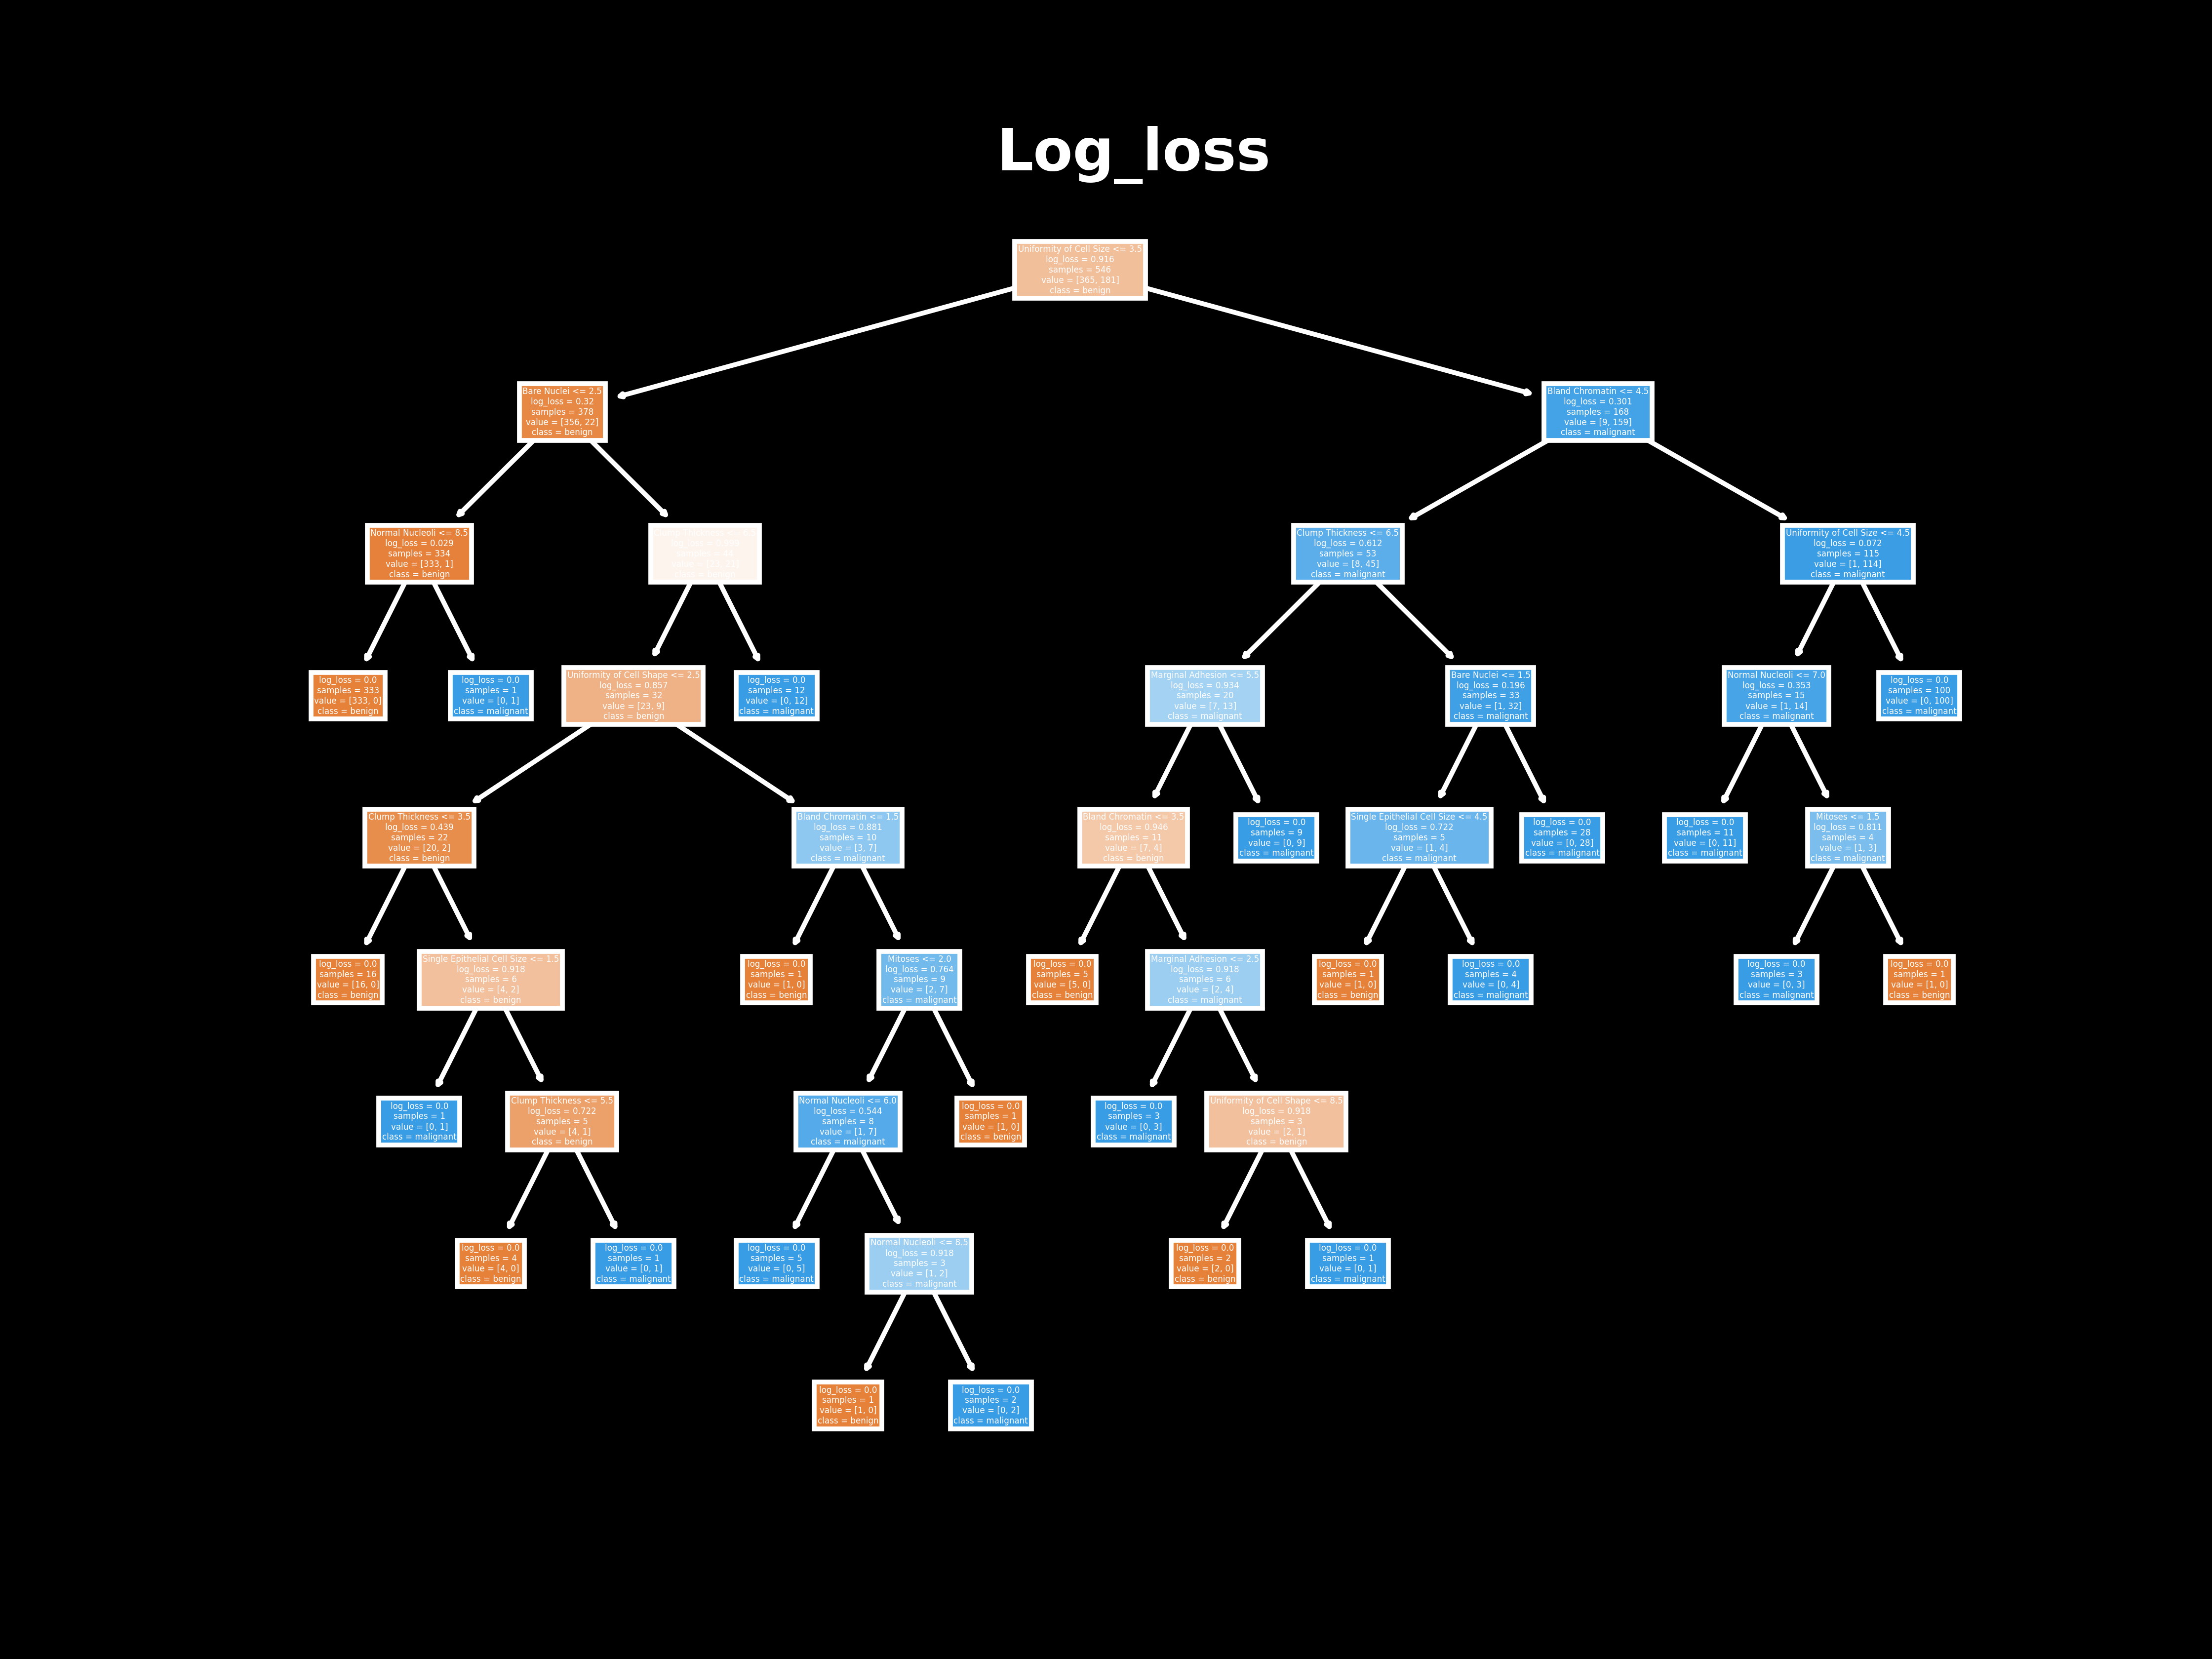 Log_loss
Uniformity of Cell Size <= 3.5
log_loss = 0.916
samples = 546
value = [365, 181]
class = benign
Bare Nuclei <= 2.5
log_loss = 0.32
samples = 378
value = [356, 22]
class = benign
Bland Chromatin <= 4.5
log_loss = 0.301
samples = 168
value = [9, 159]
class = malignant
Normal Nucleoli <= 8.5
log_loss = 0.029
samples = 334
value = [333, 1]
class = benign
Clump Thickness <= 6.5
log_loss = 0.612
samples = 53
value = [8, 45]
class = malignant
Uniformity of Cell Size <= 4.5
log_loss = 0.072
samples = 115
value = [1, 114]
class = malignant
log_loss = 0.0
samples = 333
value = [333, 0]
class = benign
log_loss = 0.0
samples = 1
value = [0, 1]
class = malignant
Uniformity of Cell Shape <= 2.5
log_loss = 0.857
samples = 32
value = [23, 9]
class = benign
log_loss = 0.0
samples = 12
value = [0, 12]
class = malignant
Marginal Adhesion <= 5.5
log_loss = 0.934
samples = 20
value = [7, 13]
class = malignant
Bare Nuclei <= 1.5
log_loss = 0.196
samples = 33
value = [1, 32]
class = malignant
Normal Nucleoli <= 7.0
log_loss = 0.353
samples = 15
value = [1, 14]
class = malignant
log_loss = 0.0
samples = 100
value = [0, 100]
class = malignant
Clump Thickness <= 3.5
log_loss = 0.439
samples = 22
value = [20, 2]
class = benign
Bland Chromatin <= 1.5
log_loss = 0.881
samples = 10
value = [3, 7]
class = malignant
Bland Chromatin <= 3.5
log_loss = 0.946
samples = 11
value = [7, 4]
class = benign
log_loss = 0.0
samples = 9
value = [0, 9]
class = malignant
Single Epithelial Cell Size <= 4.5
log_loss = 0.722
samples = 5
value = [1, 4]
class = malignant
log_loss = 0.0
samples = 28
value = [0, 28]
class = malignant
log_loss = 0.0
samples = 11
value = [0, 11]
class = malignant
Mitoses <= 1.5
log_loss = 0.811
samples = 4
value = [1, 3]
class = malignant
log_loss = 0.0
samples = 16
value = [16, 0]
class = benign
Single Epithelial Cell Size <= 1.5
log_loss = 0.918
samples = 6
value = [4, 2]
class = benign
log_loss = 0.0
samples = 1
value = [1, 0]
class = benign
Mitoses <= 2.0
log_loss = 0.764
samples = 9
value = [2, 7]
class = malignant
log_loss = 0.0
samples = 5
value = [5, 0]
class = benign
Marginal Adhesion <= 2.5
log_loss = 0.918
samples = 6
value = [2, 4]
class = malignant
log_loss = 0.0
samples = 1
value = [1, 0]
class = benign
log_loss = 0.0
samples = 4
value = [0, 4]
class = malignant
log_loss = 0.0
samples = 3
value = [0, 3]
class = malignant
log_loss = 0.0
samples = 1
value = [1, 0]
class = benign
log_loss = 0.0
samples = 1
value = [0, 1]
class = malignant
Clump Thickness <= 5.5
log_loss = 0.722
samples = 5
value = [4, 1]
class = benign
Normal Nucleoli <= 6.0
log_loss = 0.544
samples = 8
value = [1, 7]
class = malignant
log_loss = 0.0
samples = 1
value = [1, 0]
class = benign
log_loss = 0.0
samples = 3
value = [0, 3]
class = malignant
Uniformity of Cell Shape <= 8.5
log_loss = 0.918
samples = 3
value = [2, 1]
class = benign
log_loss = 0.0
samples = 4
value = [4, 0]
class = benign
log_loss = 0.0
samples = 1
value = [0, 1]
class = malignant
log_loss = 0.0
samples = 5
value = [0, 5]
class = malignant
Normal Nucleoli <= 8.5
log_loss = 0.918
samples = 3
value = [1, 2]
class = malignant
log_loss = 0.0
samples = 2
value = [2, 0]
class = benign
log_loss = 0.0
samples = 1
value = [0, 1]
class = malignant
log_loss = 0.0
samples = 1
value = [1, 0]
class = benign
log_loss = 0.0
samples = 2
value = [0, 2]
class = malignant